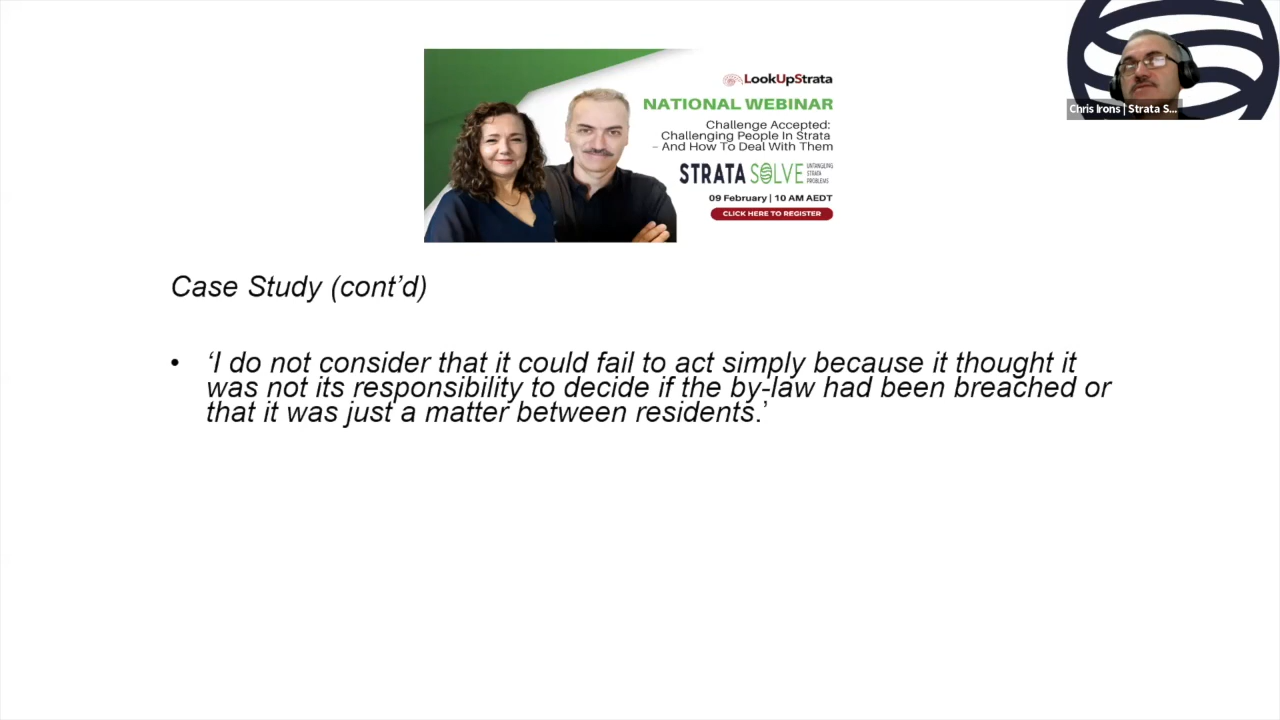 LookUpStrata
NATIONAL WEBINAR
Challenge Accepted:
Challenging People In Strata
– And How To Deal With Them
STRATA SOLVE UNTANGLING
STRATA
PROBLEMS
09 February | 10 AM AEDT
CLICK HERE TO REGISTER
Chris Irons | Strata S...
Case Study (cont’d)
• ‘I do not consider that it could fail to act simply because it thought it
was not its responsibility to decide if the by-law had been breached or
that it was just a matter between residents.’